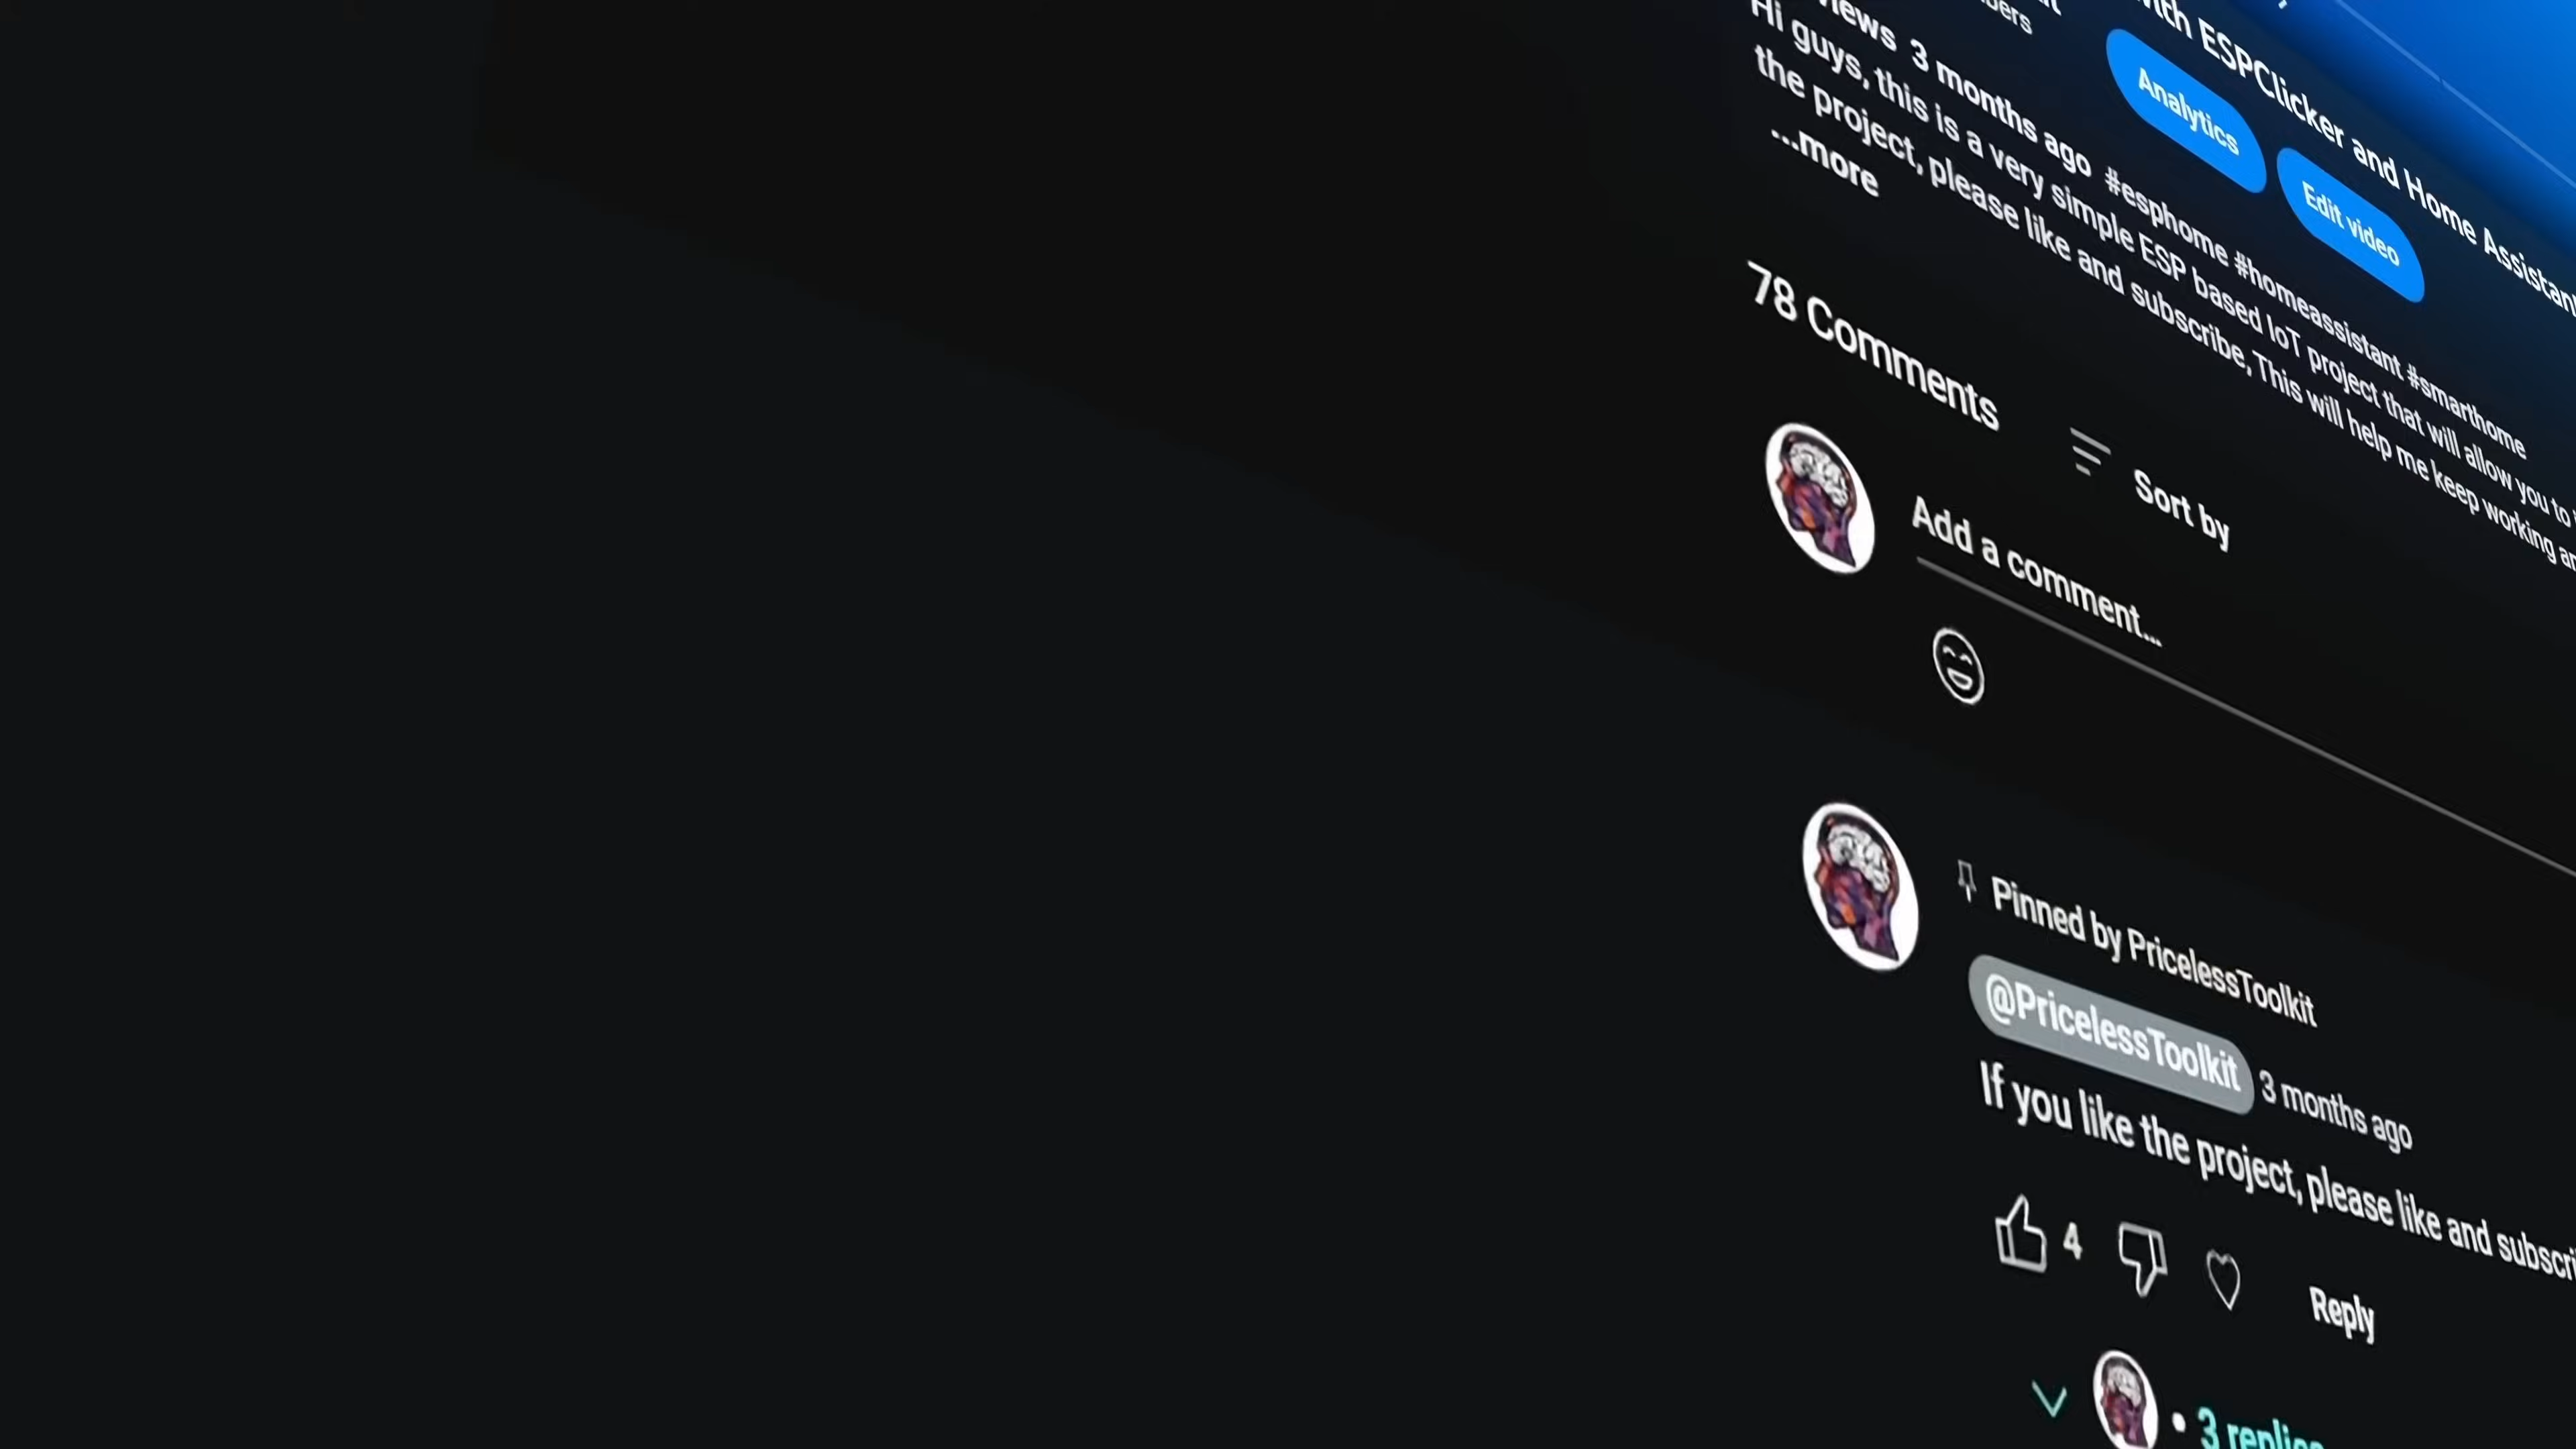 with ESPClicker and Home Assistant
Analytics
Edit video
3 months ago #esphome #homeassistant #smarthome
Hi guys, this is a very simple ESP based IoT project that will allow you to
the project, please like and subscribe, This will help me keep working
...more
78 Comments
Sort by
Add a comment...
Pinned by PricelessToolkit
@PricelessToolkit 3 months ago
If you like the project, please like and
4
Reply
3 replies